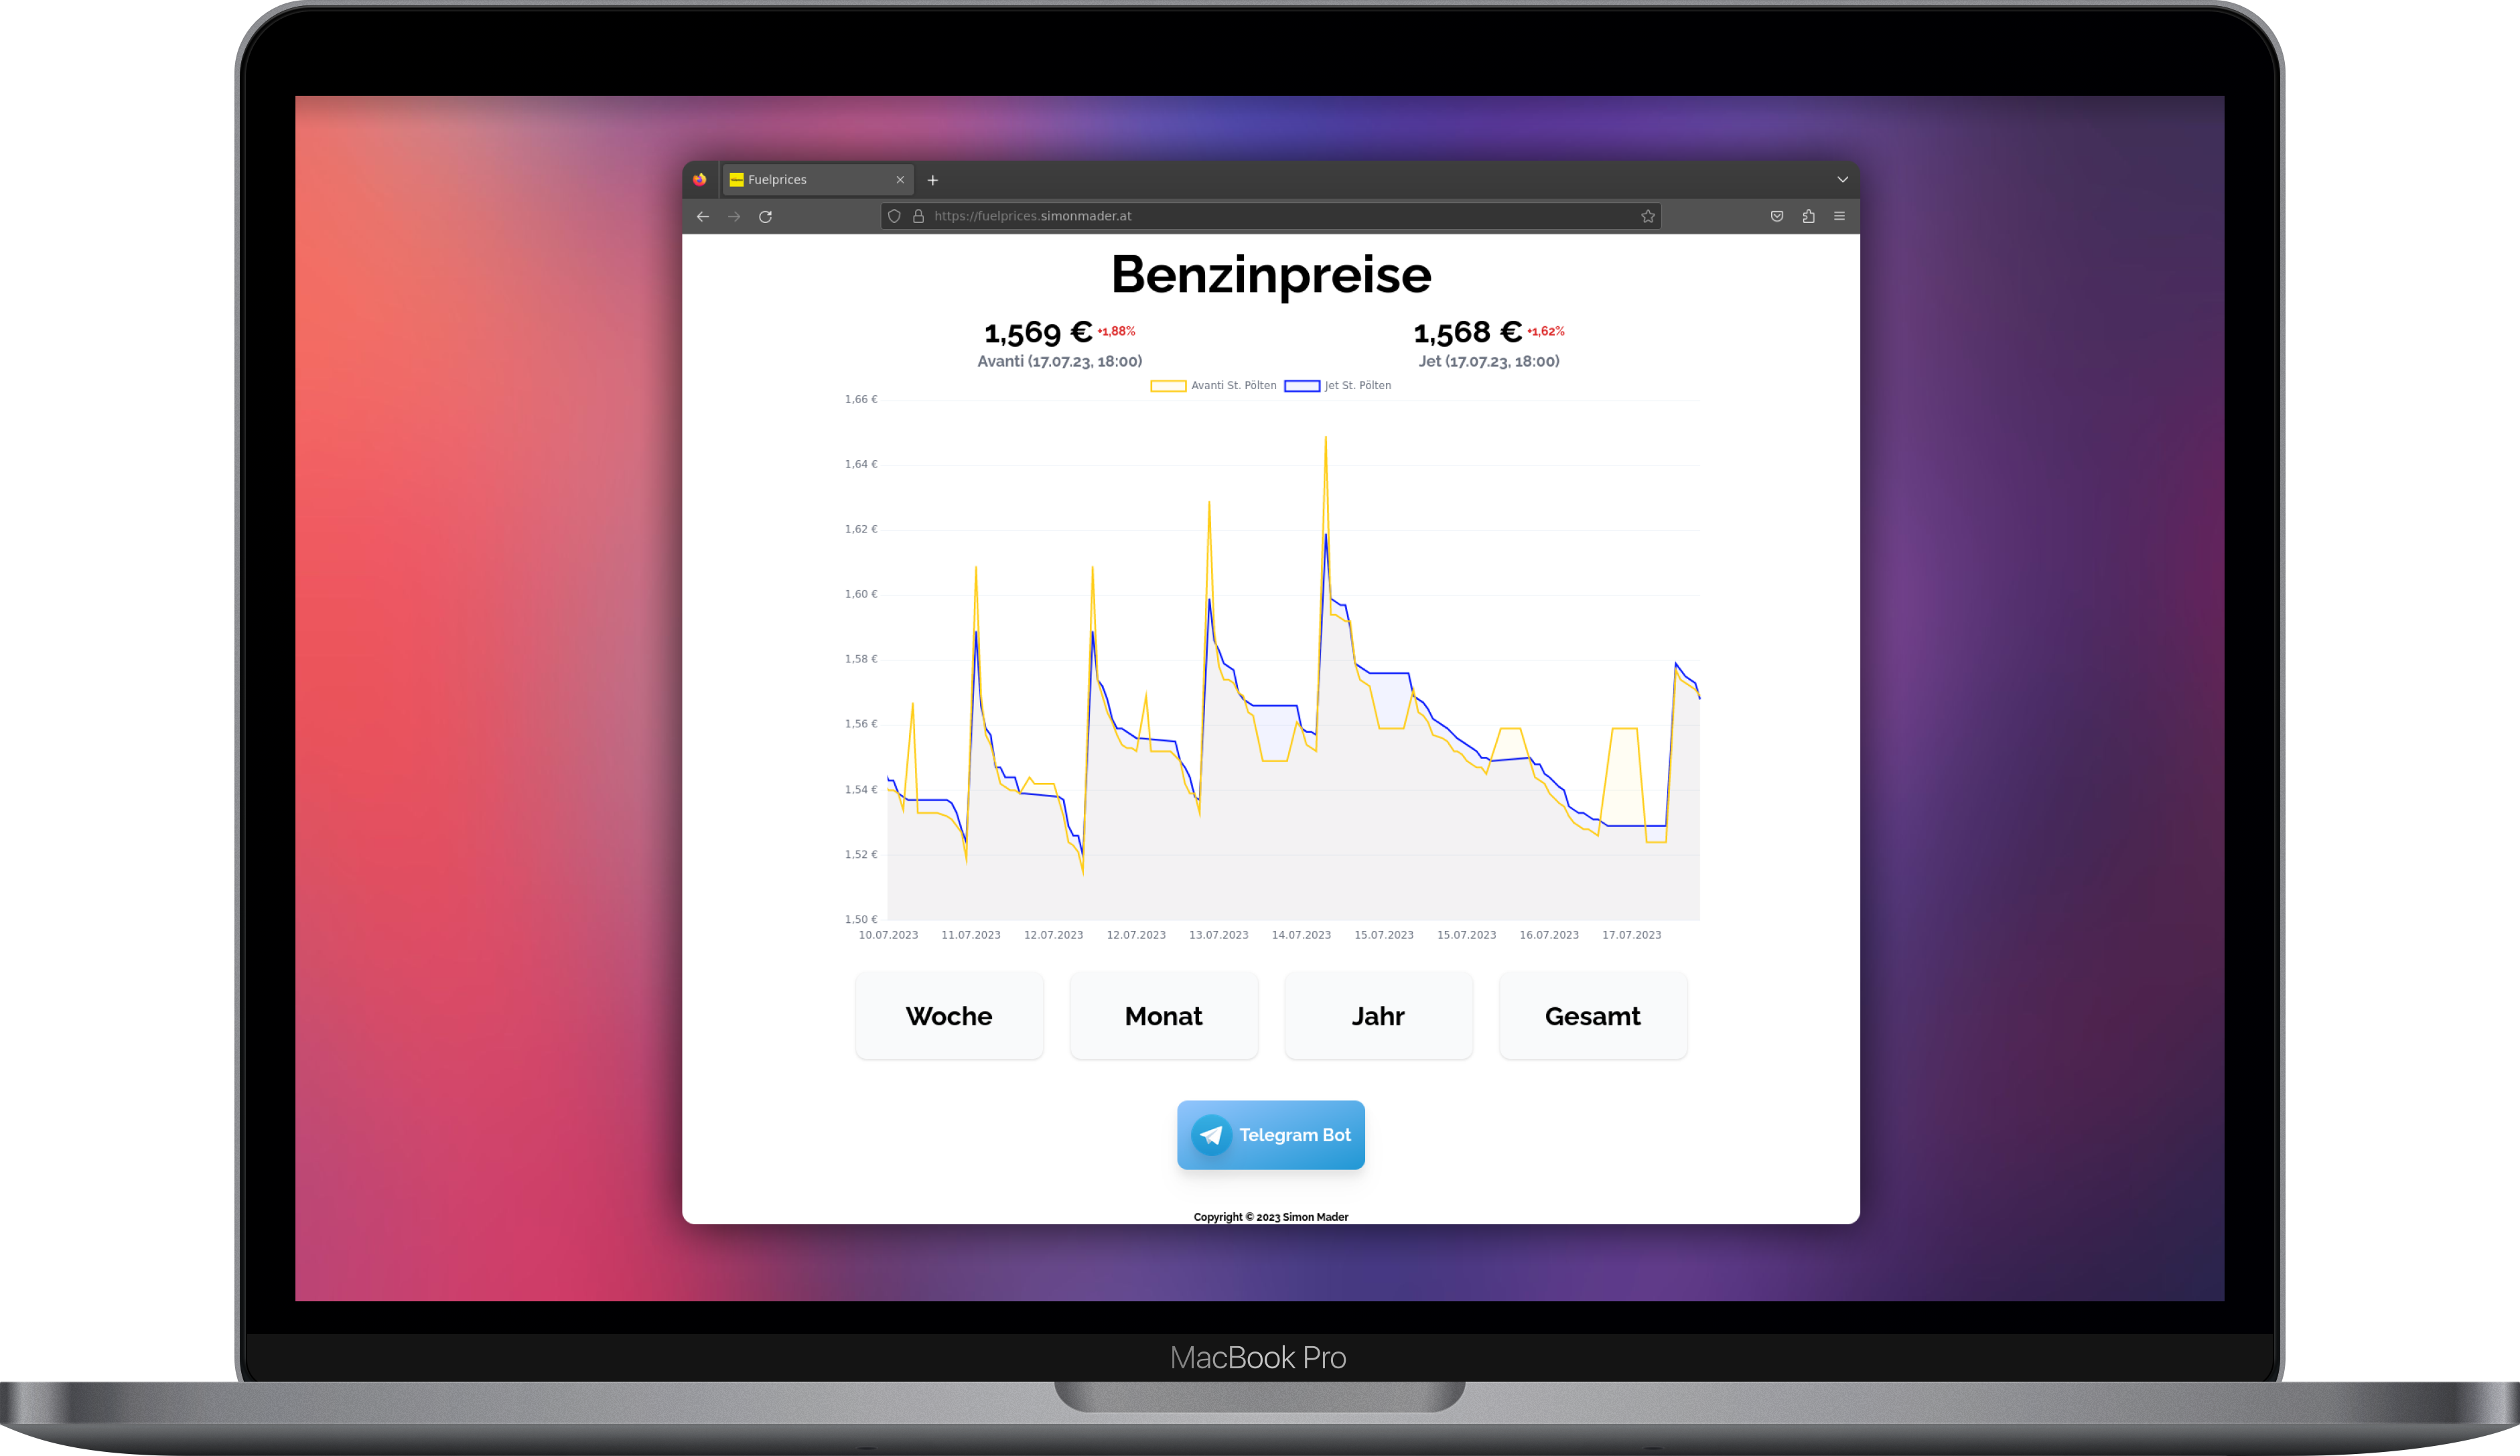 Fuelprices
https://fuelprices.simonmader.at
Benzinpreise
1,569 € +1,88%
Avanti (17.07.23, 18:00)
1,568 € +1,62%
Jet (17.07.23, 18:00)
Avanti St. Pölten Jet St. Pölten
1,66 €
1,64 €
1,62 €
1,60 €
1,58 €
1,56 €
1,54 €
1,52 €
1,50 €
10.07.2023 11.07.2023 12.07.2023 12.07.2023 13.07.2023 14.07.2023 15.07.2023 15.07.2023 16.07.2023 17.07.2023
Woche Monat Jahr Gesamt
Telegram Bot
Copyright © 2023 Simon Mader
MacBook Pro